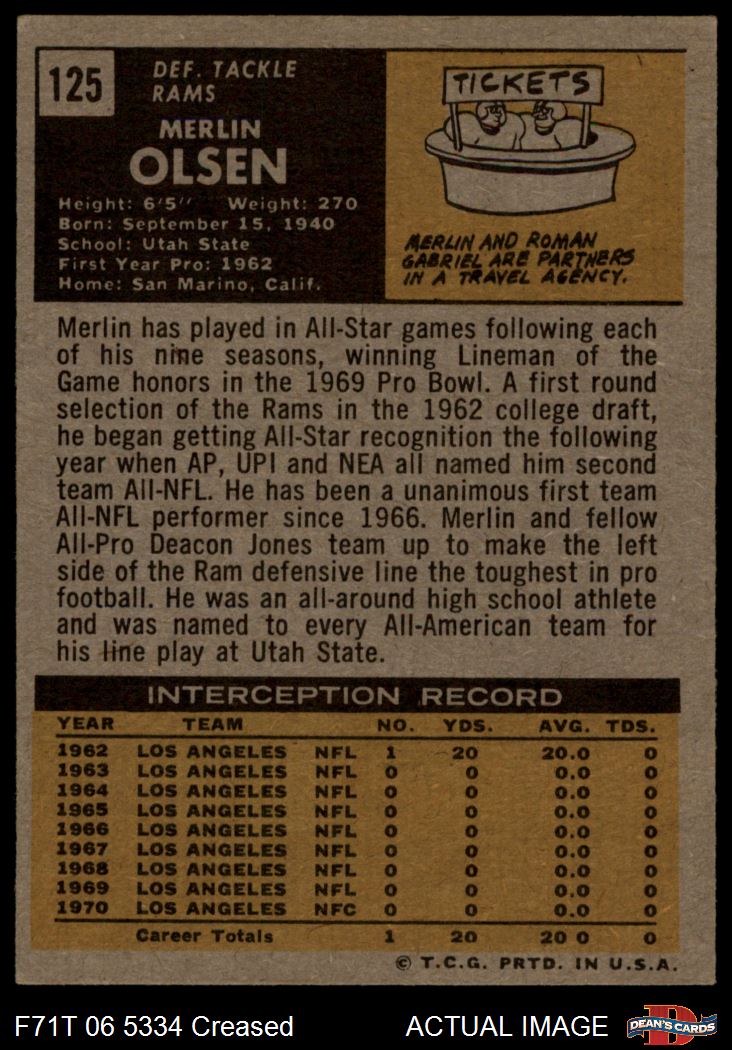 125
DEF. TACKLE
RAMS
MERLIN
OLSEN
Height: 6'5" Weight: 270
Born: September 15, 1940
School: Utah State
First Year Pro: 1962
Home: San Marino, Calif.
TICKETS
MERLIN AND ROMAN
GABRIEL ARE PARTNERS
IN A TRAVEL AGENCY.
Merlin has played in All-Star games following each
of his nine seasons, winning Lineman of the
Game honors in the 1969 Pro Bowl. A first round
selection of the Rams in the 1962 college draft,
he began getting All-Star recognition the following
year when AP, UPI and NEA all named him second
team All-NFL. He has been a unanimous first team
All-NFL performer since 1966. Merlin and fellow
All-Pro Deacon Jones team up to make the left
side of the Ram defensive line the toughest in pro
football. He was an all-around high school athlete
and was named to every All-American team for
his line play at Utah State.
INTERCEPTION RECORD
YEAR TEAM NO. YDS. AVG. TDS.
1962 LOS ANGELES NFL 1 20 20.0 0
1963 LOS ANGELES NFL 0 0 0.0 0
1964 LOS ANGELES NFL 0 0 0.0 0
1965 LOS ANGELES NFL 0 0 0.0 0
1966 LOS ANGELES NFL 0 0 0.0 0
1967 LOS ANGELES NFL 0 0 0.0 0
1968 LOS ANGELES NFL 0 0 0.0 0
1969 LOS ANGELES NFL 0 0 0.0 0
1970 LOS ANGELES NFC 0 0 0.0 0
Career Totals 1 20 20 0 0
© T.C.G. PRTD. IN U.S.A.
F71T 06 5334 Creased ACTUAL IMAGE
D
DEAN'S CARDS